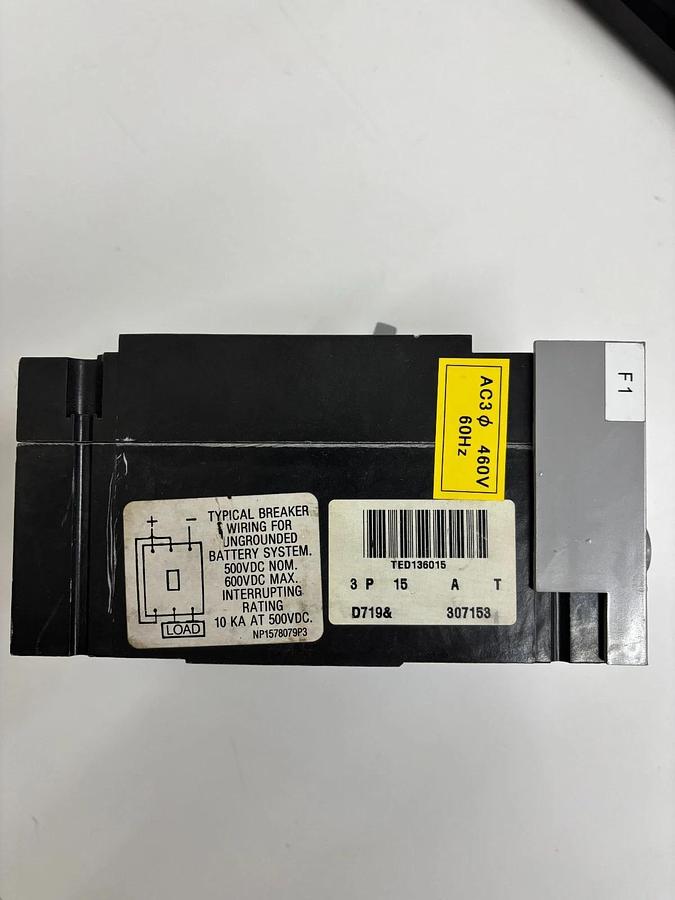 F1
AC3φ 460V
60Hz
+ −
TYPICAL BREAKER
WIRING FOR
UNGROUNDED
BATTERY SYSTEM.
500VDC NOM.
600VDC MAX.
INTERRUPTING
RATING
10 KA AT 500VDC.
NP1578079P3
LOAD
TED136015
3 P 15 A T
D719& 307153